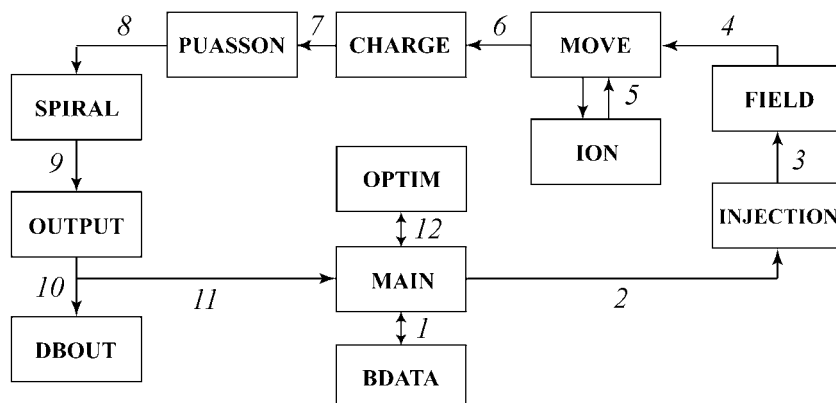 8
PUASSON
7
CHARGE
6
MOVE
4
SPIRAL
5
FIELD
ION
9
OPTIM
3
OUTPUT
12
INJECTION
10
11
MAIN
2
DBOUT
1
BDATA